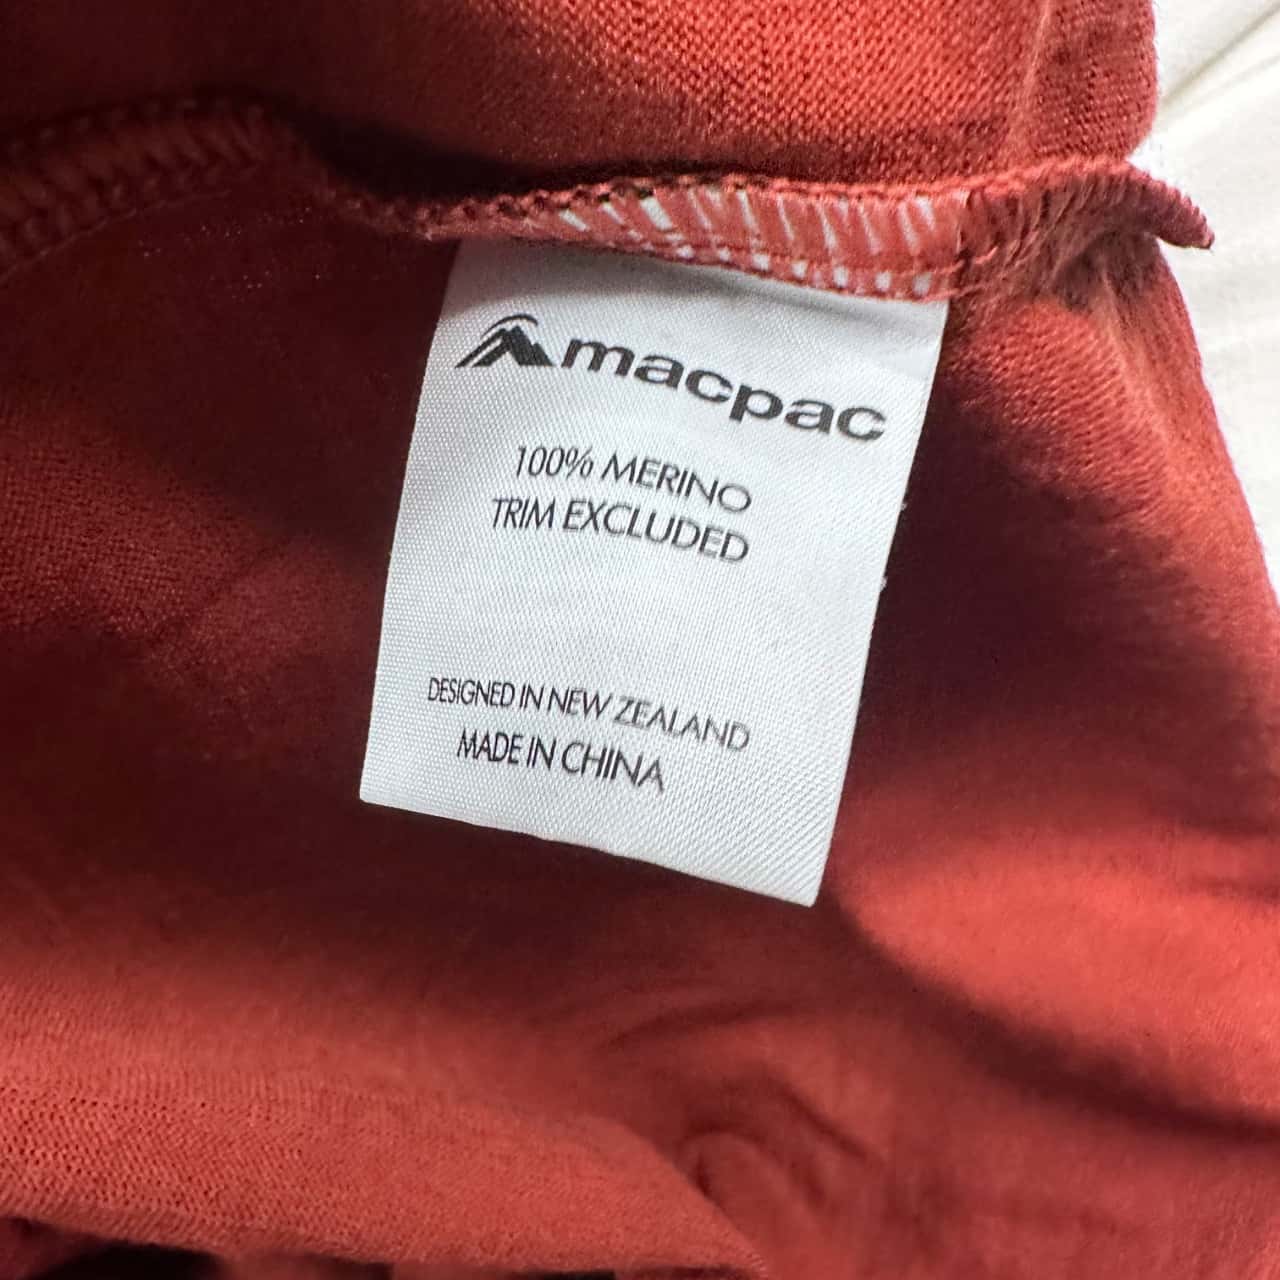 macpac
100% MERINO
TRIM EXCLUDED
DESIGNED IN NEW ZEALAND
MADE IN CHINA